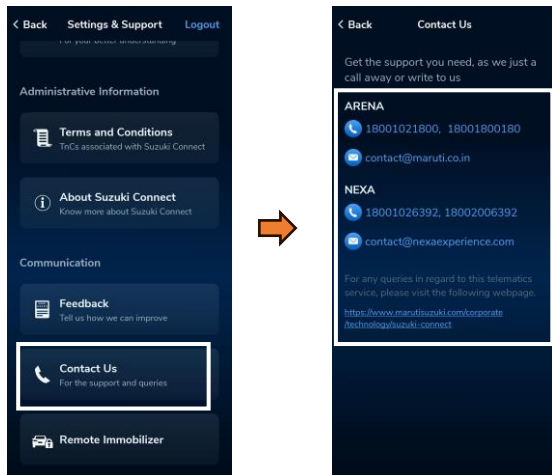 Back Settings & Support Logout
For your better understanding
Administrative Information
Terms and Conditions
TnCs associated with Suzuki Connect
About Suzuki Connect
Know more about Suzuki Connect
Communication
Feedback
Tell us how we can improve
Contact Us
For the support and queries
Remote Immobilizer
Back Contact Us
Get the support you need, as we just a
call away or write to us
ARENA
18001021800, 18001800180
contact@maruti.co.in
NEXA
18001026392, 18002006392
contact@nexaexperience.com
For any queries in regard to this telematics
service, please visit the following webpage.
https://www.marutisuzuki.com/corporate
/technology/suzuki-connect